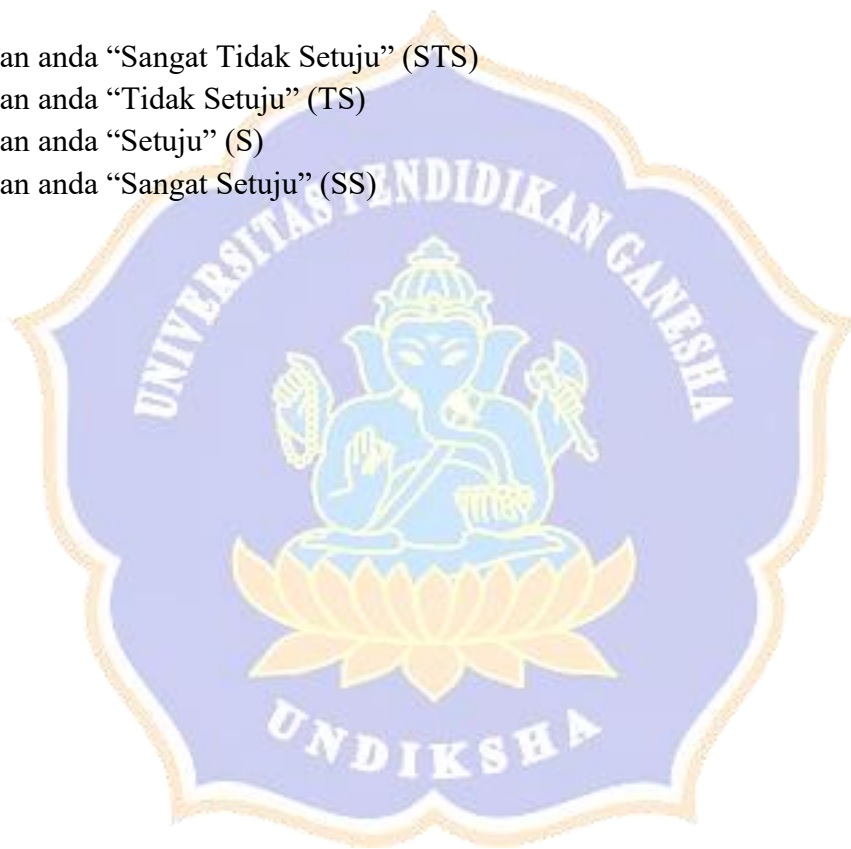 an anda “Sangat Tidak Setuju” (STS)
an anda “Tidak Setuju” (TS)
an anda “Setuju” (S)
an anda “Sangat Setuju” (SS)
UNIVERSITAS PENDIDIKAN GANESHA
UNDIKSHA